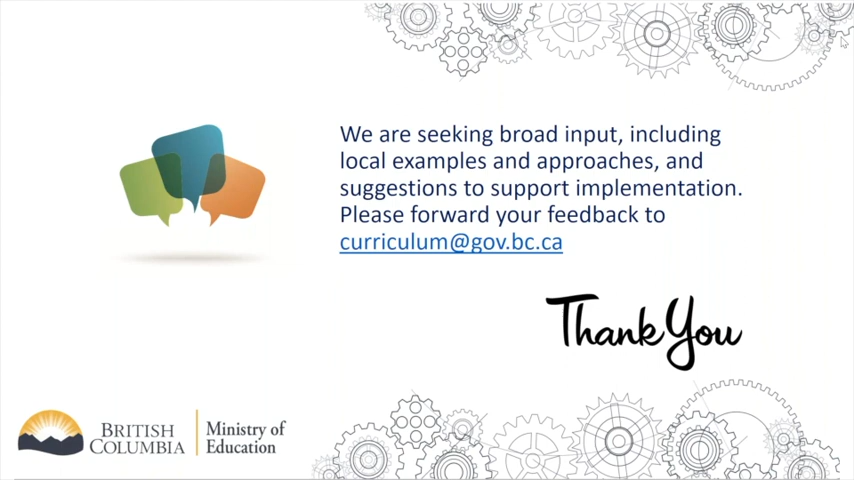 We are seeking broad input, including
local examples and approaches, and
suggestions to support implementation.
Please forward your feedback to
curriculum@gov.bc.ca
Thank You
BRITISH
COLUMBIA
Ministry of
Education